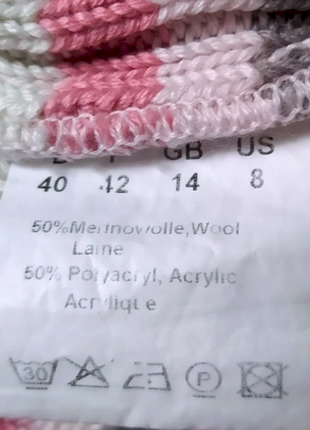 GB US
40 42 14 8
50%Merinowolle,Wool
Laine
50% Polyacryl, Acrylic
Acrylique
30 P